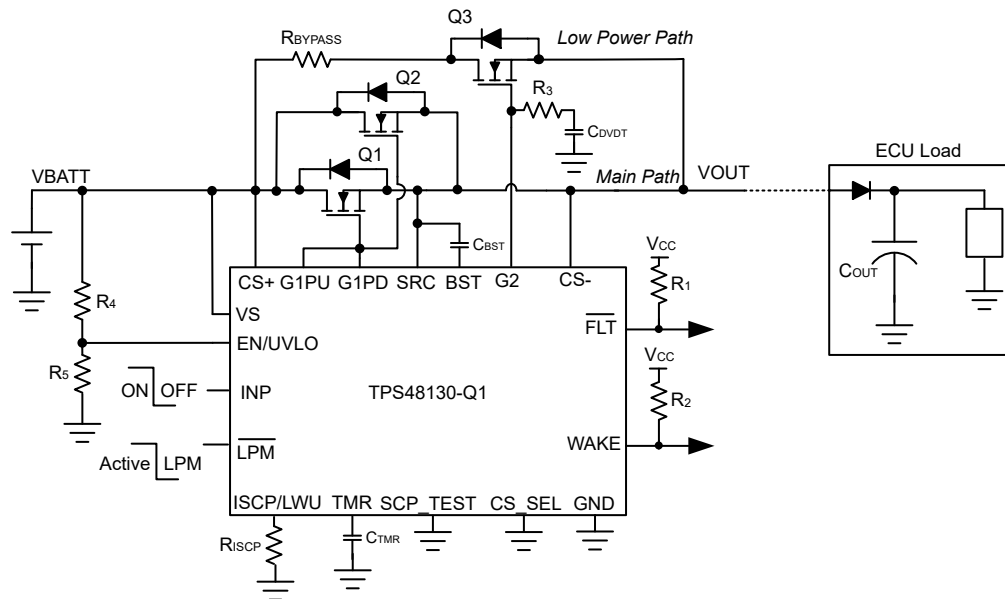 Q3
RBYPASS
Low Power Path
Q2
R3
CDVDT
Q1
ECU Load
VBATT
Main Path
VOUT
CBST
VCC
COUT
CS+ G1PU G1PD SRC BST G2 CS-
R1
R4
VS
FLT
EN/UVLO
VCC
R5
ON OFF
INP
TPS48130-Q1
R2
WAKE
LPM
Active LPM
ISCP/LWU TMR SCP_TEST CS_SEL GND
RISCP
CTMR